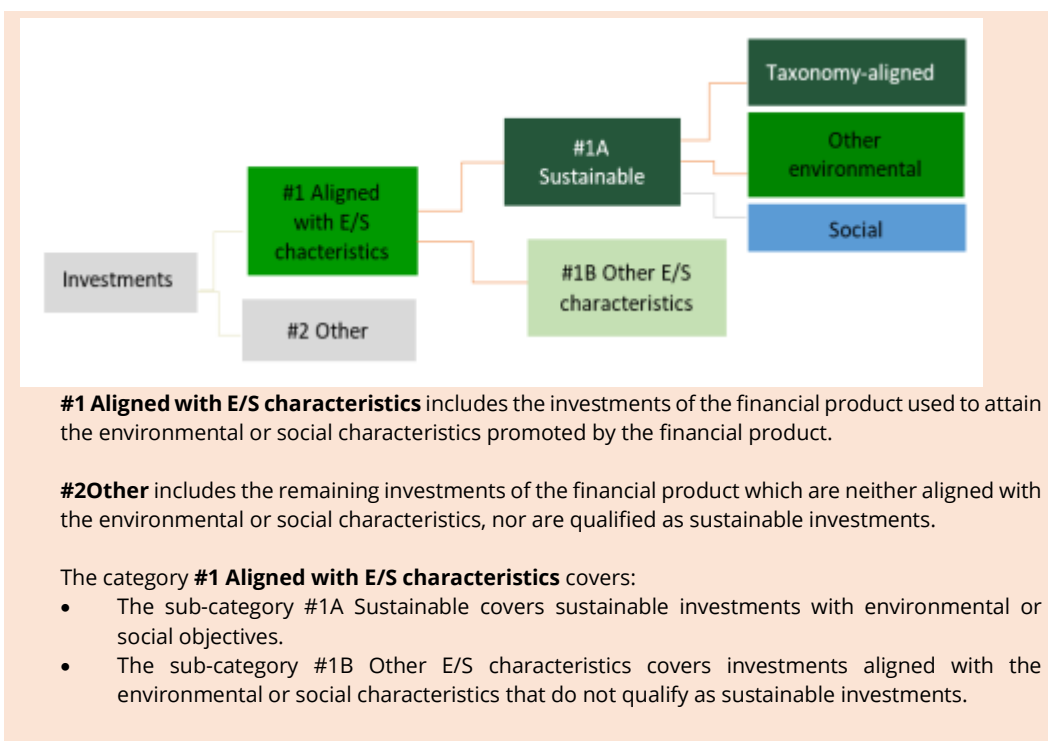 Taxonomy-aligned
#1A
Sustainable
Other
environmental
#1 Aligned
with E/S
chacteristics
Social
Investments
#1B Other E/S
characteristics
#2 Other
#1 Aligned with E/S characteristics includes the investments of the financial product used to attain
the environmental or social characteristics promoted by the financial product.
#2Other includes the remaining investments of the financial product which are neither aligned with
the environmental or social characteristics, nor are qualified as sustainable investments.
The category #1 Aligned with E/S characteristics covers:
• The sub-category #1A Sustainable covers sustainable investments with environmental or
social objectives.
• The sub-category #1B Other E/S characteristics covers investments aligned with the
environmental or social characteristics that do not qualify as sustainable investments.